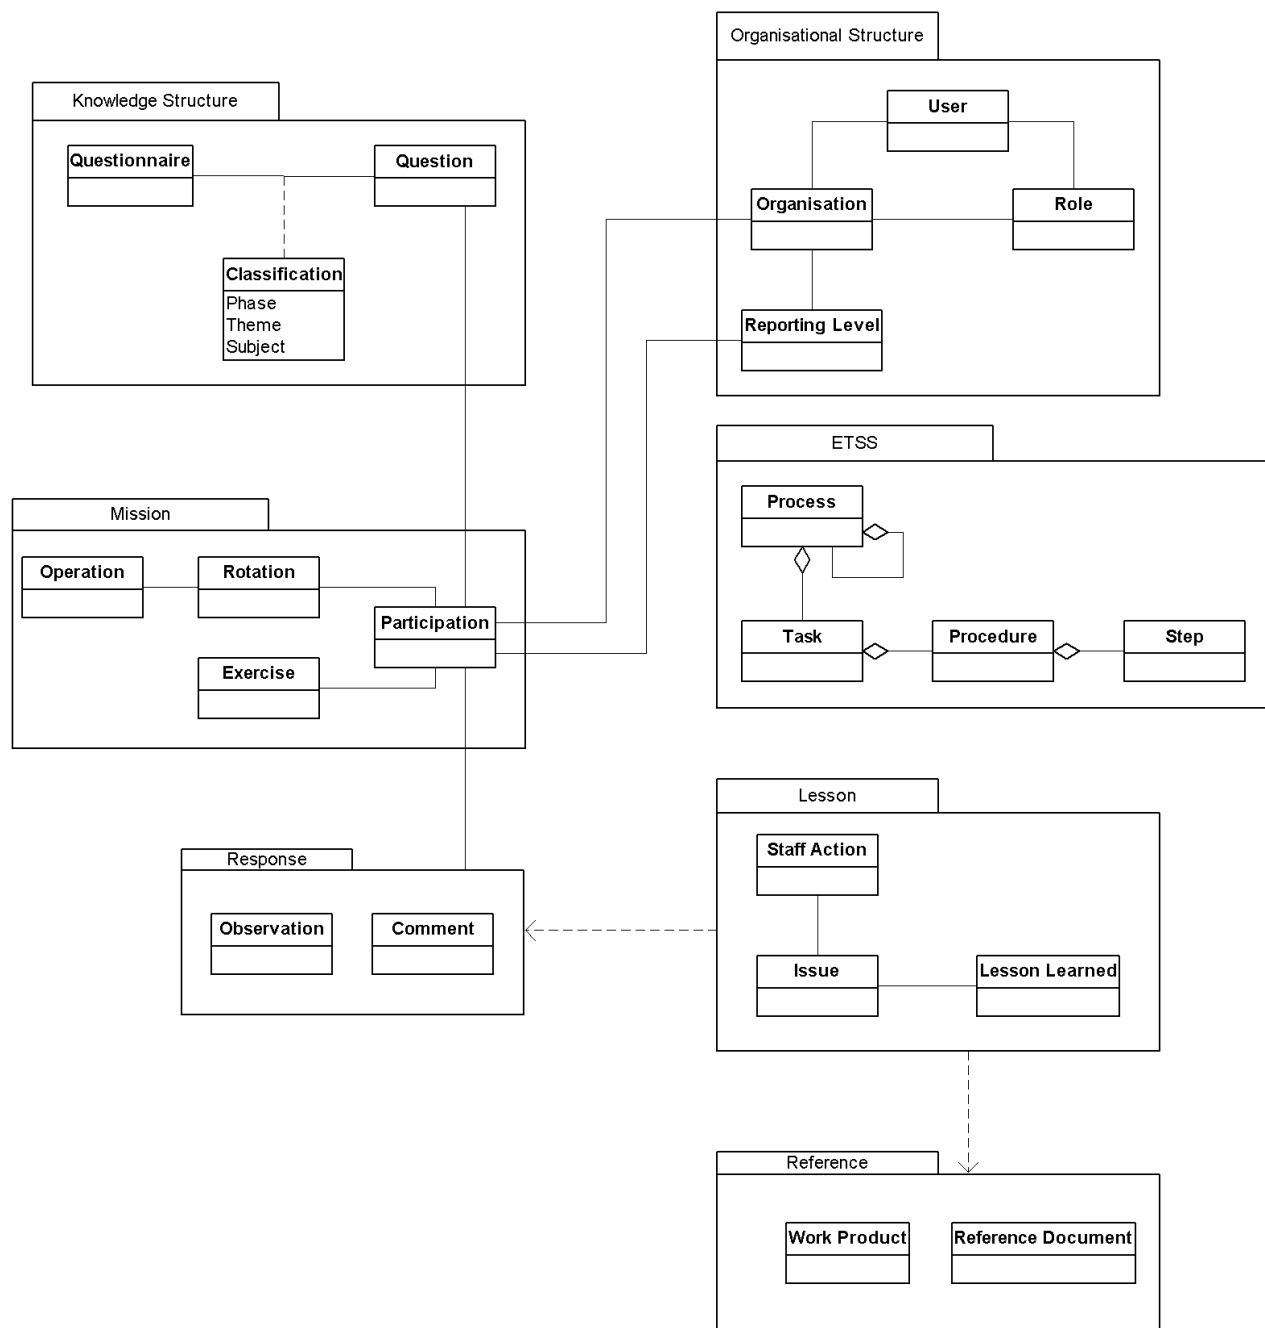 Organisational Structure
User
Organisation
Role
Reporting Level
Knowledge Structure
Questionnaire
Question
Classification
Phase
Theme
Subject
ETSS
Process
Task
Procedure
Step
Mission
Operation
Rotation
Participation
Exercise
Lesson
Staff Action
Issue
Lesson Learned
Response
Observation
Comment
Reference
Work Product
Reference Document